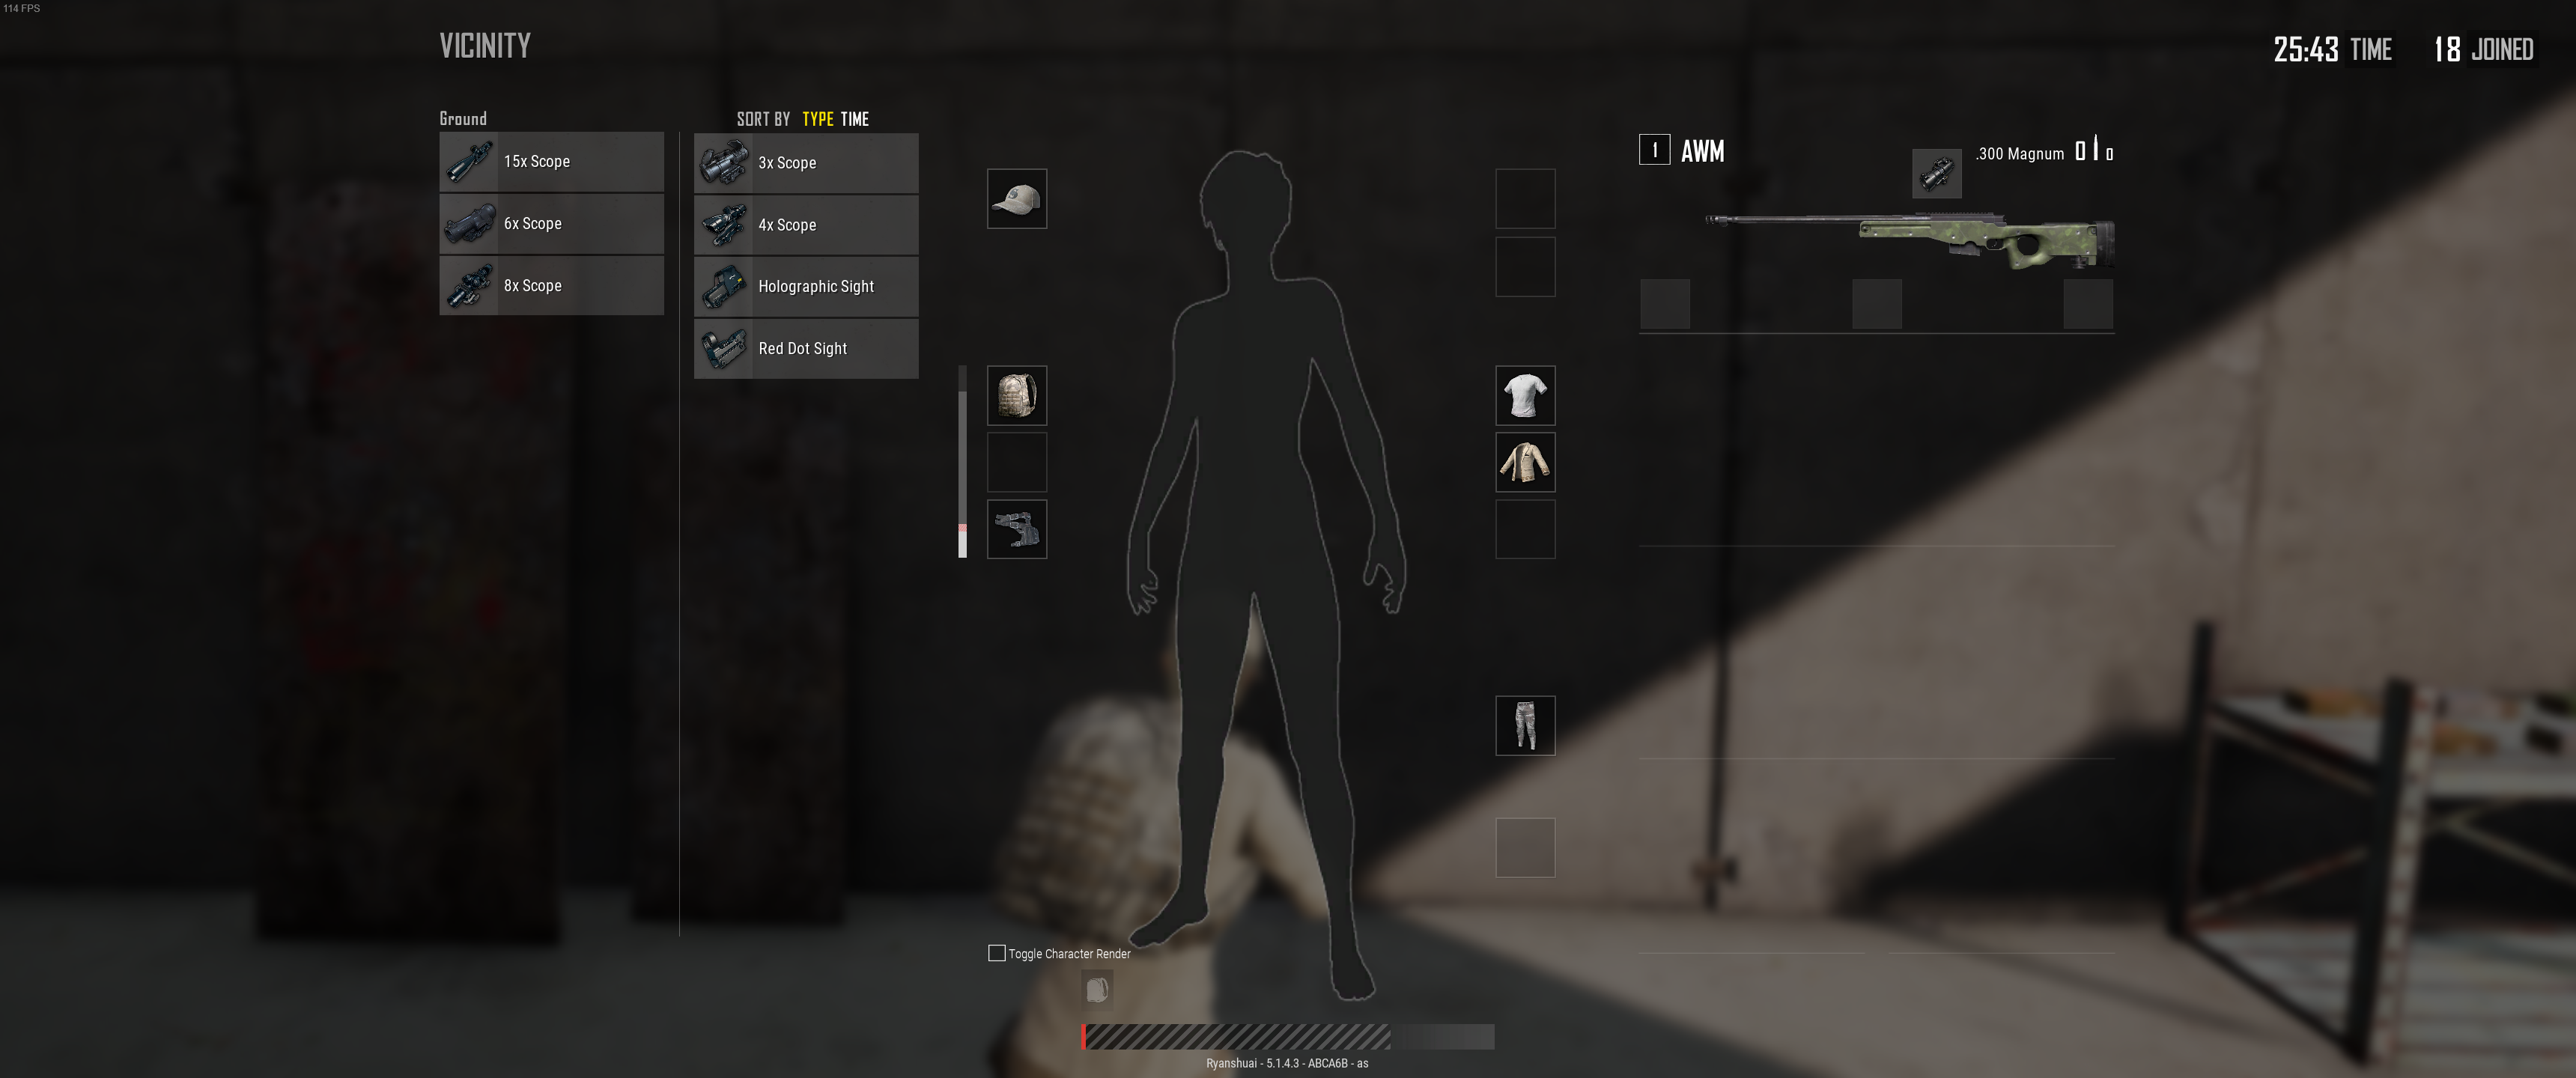 114 FPS
VICINITY
25:43 TIME 18 JOINED
Ground
SORT BY TYPE TIME
15x Scope
6x Scope
8x Scope
3x Scope
4x Scope
Holographic Sight
Red Dot Sight
1 AWM
.300 Magnum 0 0
Toggle Character Render
Ryanshuai - 5.1.4.3 - ABCA6B - as